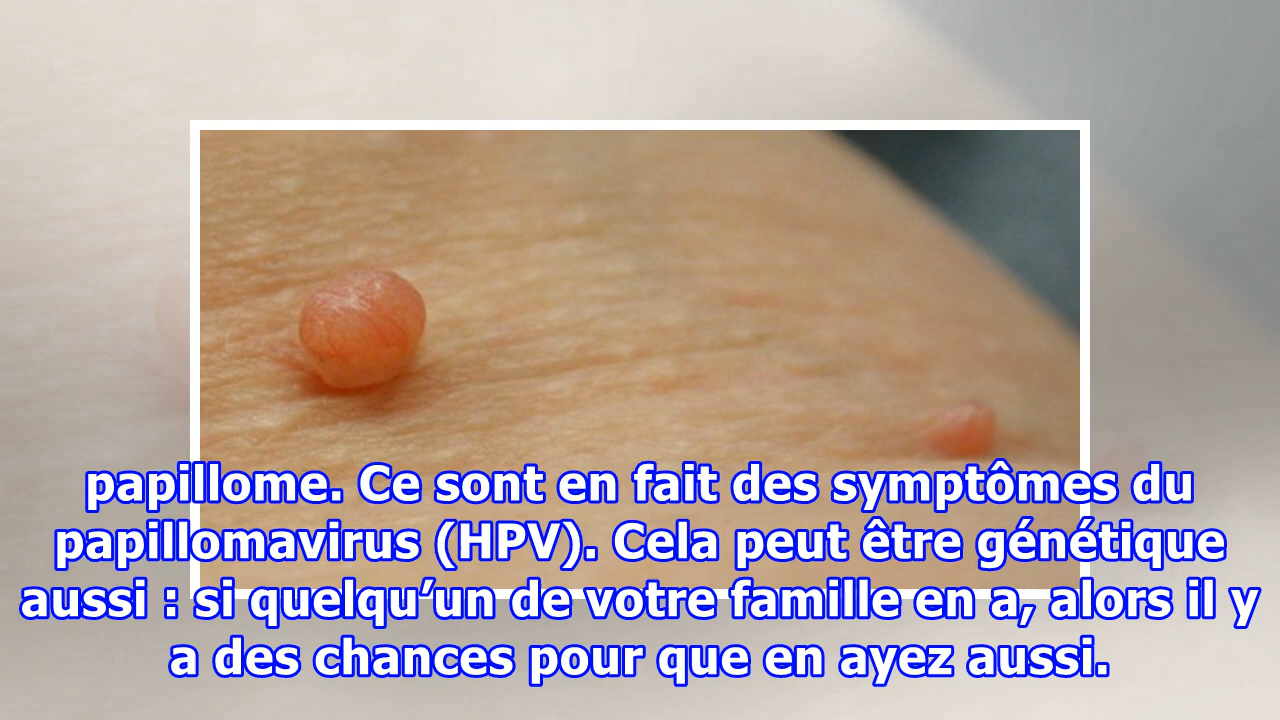 papillome. Ce sont en fait des symptômes du
papillomavirus (HPV). Cela peut être génétique
aussi : si quelqu’un de votre famille en a, alors il y
a des chances pour que en ayez aussi.